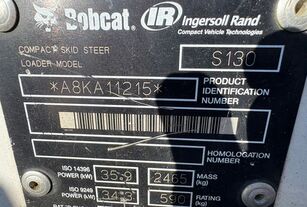 Bobcat IR Ingersoll Rand
Compact Vehicle Technologies
COMPACT SKID STEER
LOADER MODEL S130
*A8KA11215*
PRODUCT
IDENTIFICATION
NUMBER
HOMOLOGATION
NUMBER
ISO 14396
POWER (kW) 35.9 2465 MASS
(kg)
ISO 9249
POWER (kW) 34.3 590 RATING
(kg)